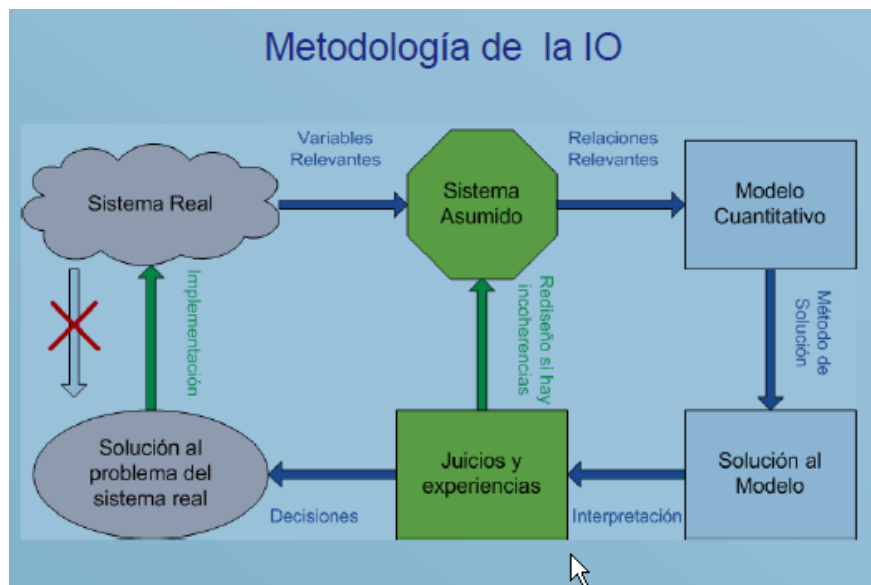 Metodología de la IO
Variables
Relevantes
Relaciones
Relevantes
Sistema Real
Sistema
Asumido
Modelo
Cuantitativo
Implementación
Rediseño si hay
incoherencias
Método de
Solución
Solución al
problema del
sistema real
Juicios y
experiencias
Solución al
Modelo
Decisiones
Interpretación